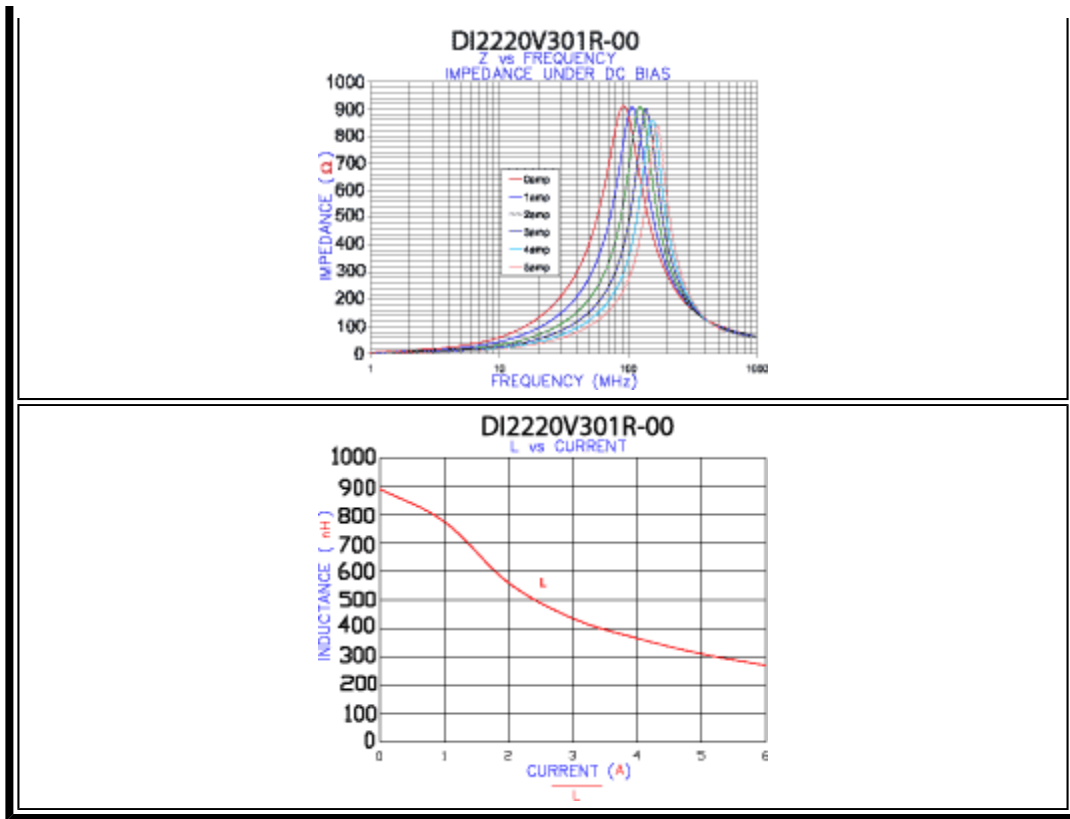 DI2220V301R-00
Z vs FREQUENCY
IMPEDANCE UNDER DC BIAS
1000
900
800
700
600
500
400
300
200
100
0
IMPEDANCE (Ω)
0amp
1amp
2amp
3amp
4amp
5amp
1
10
100
1000
FREQUENCY (MHz)
DI2220V301R-00
L vs CURRENT
1000
900
800
700
600
500
400
300
200
100
0
INDUCTANCE ( nH)
L
0
1
2
3
4
5
6
CURRENT (A)
L